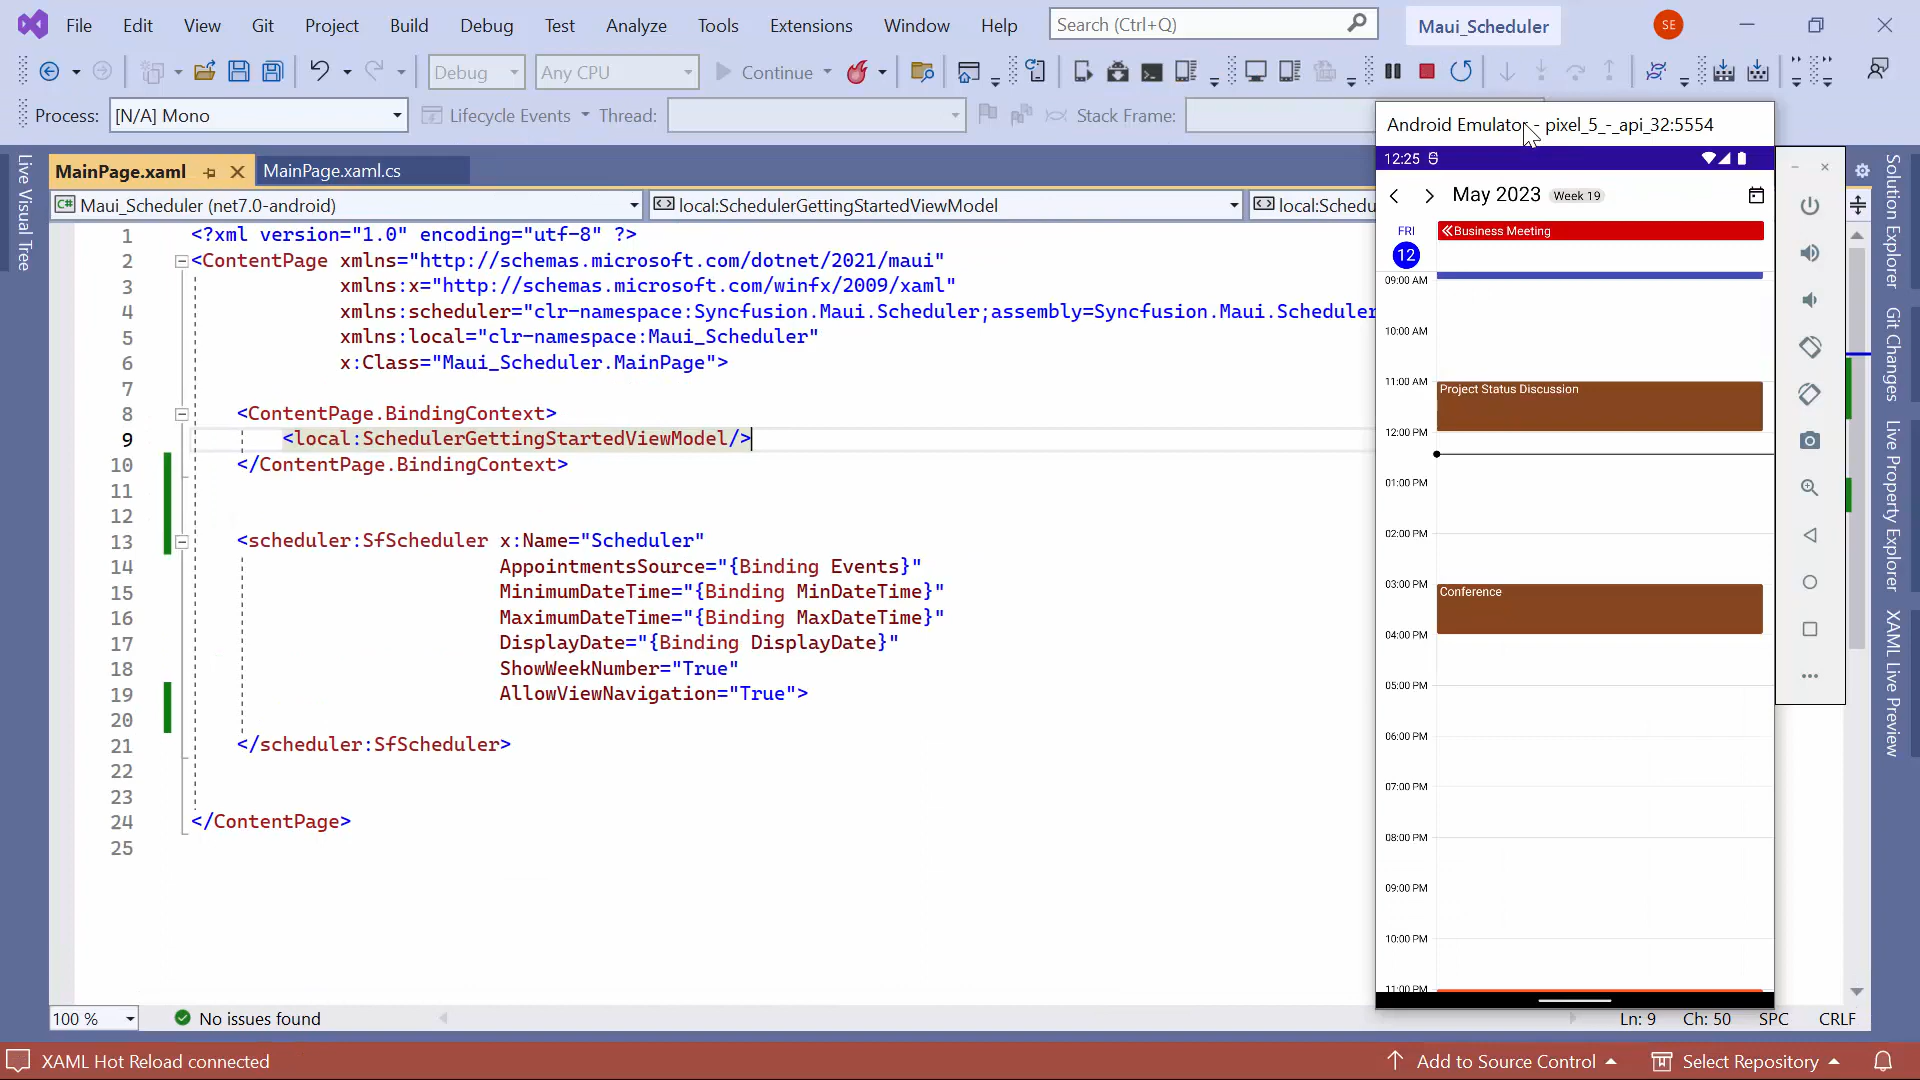 File Edit View Git Project Build Debug Test Analyze Tools Extensions Window Help Search (Ctrl+Q) Maui_Scheduler SE
Debug Any CPU Continue
Process: [N/A] Mono Lifecycle Events Thread: Stack Frame:
Live Visual Tree
MainPage.xaml MainPage.xaml.cs
Maui_Scheduler (net7.0-android) local:SchedulerGettingStartedViewModel local:Schedu
1 <?xml version="1.0" encoding="utf-8" ?>
2 <ContentPage xmlns="http://schemas.microsoft.com/dotnet/2021/maui"
3 xmlns:x="http://schemas.microsoft.com/winfx/2009/xaml"
4 xmlns:scheduler="clr-namespace:Syncfusion.Maui.Scheduler;assembly=Syncfusion.Maui.Scheduler
5 xmlns:local="clr-namespace:Maui_Scheduler"
6 x:Class="Maui_Scheduler.MainPage">
7
8 <ContentPage.BindingContext>
9 <local:SchedulerGettingStartedViewModel/>
10 </ContentPage.BindingContext>
11
12
13 <scheduler:SfScheduler x:Name="Scheduler"
14 AppointmentsSource="{Binding Events}"
15 MinimumDateTime="{Binding MinDateTime}"
16 MaximumDateTime="{Binding MaxDateTime}"
17 DisplayDate="{Binding DisplayDate}"
18 ShowWeekNumber="True"
19 AllowViewNavigation="True">
20
21 </scheduler:SfScheduler>
22
23
24 </ContentPage>
25
Android Emulator - pixel_5_-_api_32:5554
12:25
May 2023 Week 19
FRI
12
Business Meeting
09:00 AM
10:00 AM
11:00 AM
Project Status Discussion
12:00 PM
01:00 PM
02:00 PM
03:00 PM
Conference
04:00 PM
05:00 PM
06:00 PM
07:00 PM
08:00 PM
09:00 PM
10:00 PM
11:00 PM
Solution Explorer
Git Changes
Live Property Explorer
XAML Live Preview
100 % No issues found Ln: 9 Ch: 50 SPC CRLF
XAML Hot Reload connected Add to Source Control Select Repository